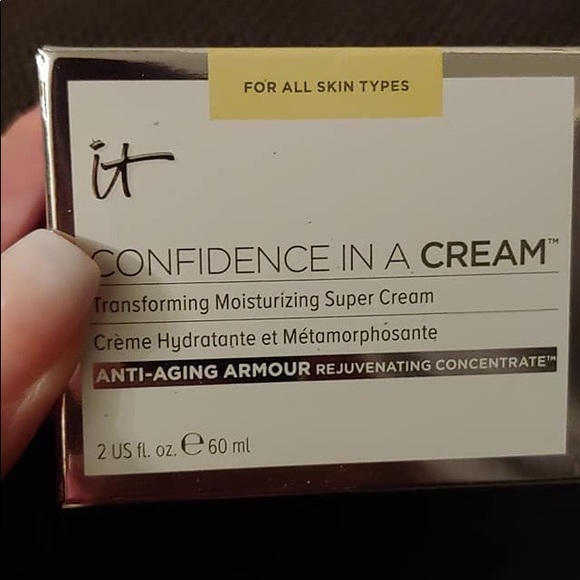 FOR ALL SKIN TYPES
it
CONFIDENCE IN A CREAM™
Transforming Moisturizing Super Cream
Crème Hydratante et Métamorphosante
ANTI-AGING ARMOUR REJUVENATING CONCENTRATE™
2 US fl. oz. ℮ 60 ml